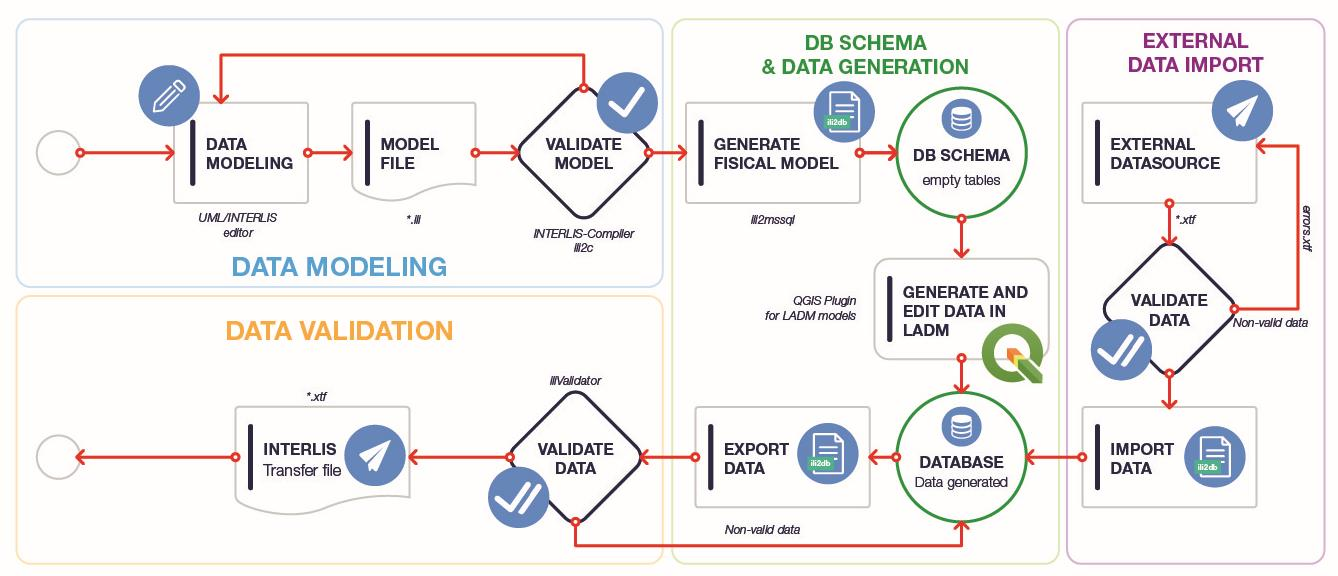 DATA
MODELING
UML/INTERLIS
editor
MODEL
FILE
*.ili
VALIDATE
MODEL
INTERLIS-Compiler
ili2c
DATA MODELING
DB SCHEMA
& DATA GENERATION
GENERATE
FISICAL MODEL
ili2db
ili2mssql
DB SCHEMA
empty tables
QGIS Plugin
for LADM models
GENERATE AND
EDIT DATA IN
LADM
DATABASE
Data generated
EXPORT
DATA
ili2db
Non-valid data
EXTERNAL
DATA IMPORT
EXTERNAL
DATASOURCE
*.xtf
errors.xtf
VALIDATE
DATA
Non-valid data
IMPORT
DATA
ili2db
DATA VALIDATION
iliValidator
VALIDATE
DATA
*.xtf
INTERLIS
Transfer file